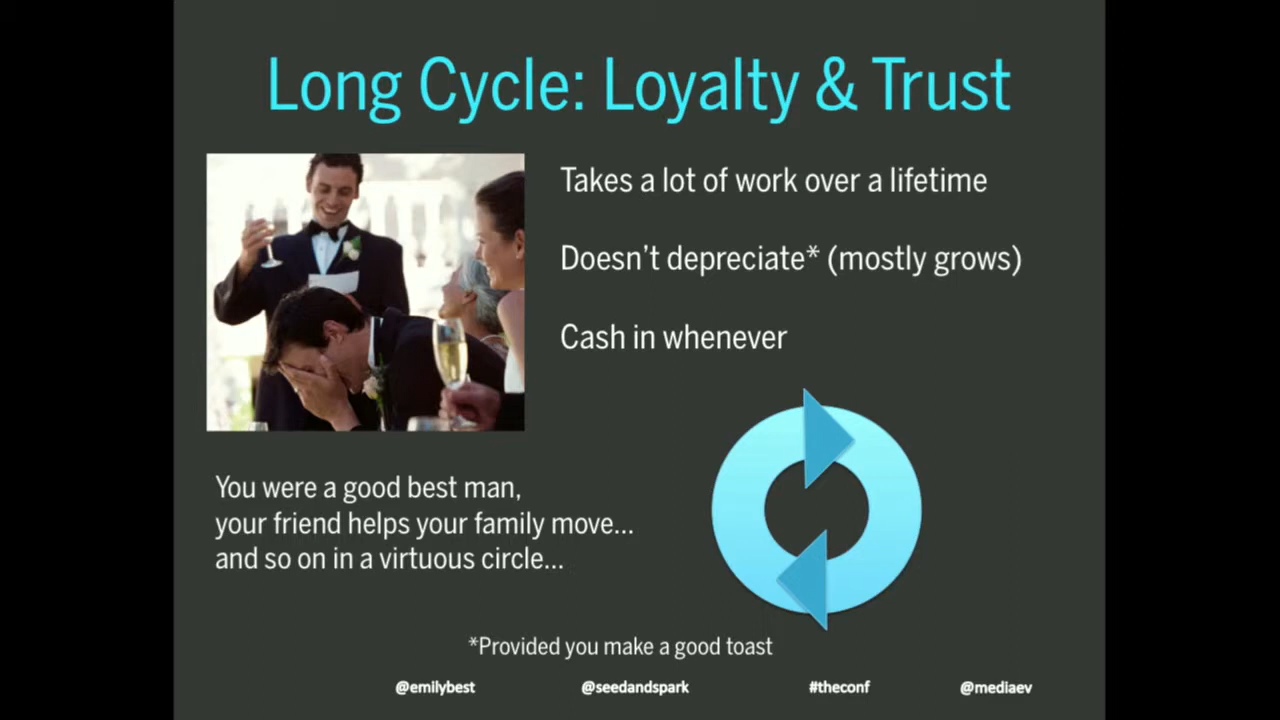 Long Cycle: Loyalty & Trust
Takes a lot of work over a lifetime
Doesn't depreciate* (mostly grows)
Cash in whenever
You were a good best man,
your friend helps your family move...
and so on in a virtuous circle...
*Provided you make a good toast
@emilybest @seedandspark #theconf @mediaev